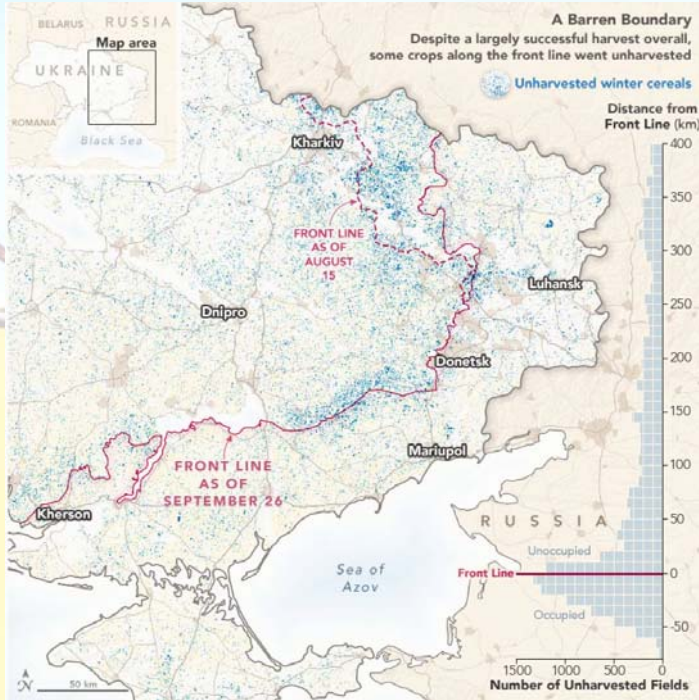 BELARUS
RUSSIA
Map area
UKRAINE
ROMANIA
Black Sea
A Barren Boundary
Despite a largely successful harvest overall,
some crops along the front line went unharvested
Unharvested winter cereals
Distance from
Front Line (km)
400
350
300
250
200
150
100
50
0
-50
Kharkiv
FRONT LINE
AS OF
AUGUST
15
Luhansk
Dnipro
Donetsk
Mariupol
FRONT LINE
AS OF
SEPTEMBER 26
Kherson
RUSSIA
Unoccupied
Front Line
Occupied
Sea of
Azov
N
50 km
1500
1000
500
0
Number of Unharvested Fields